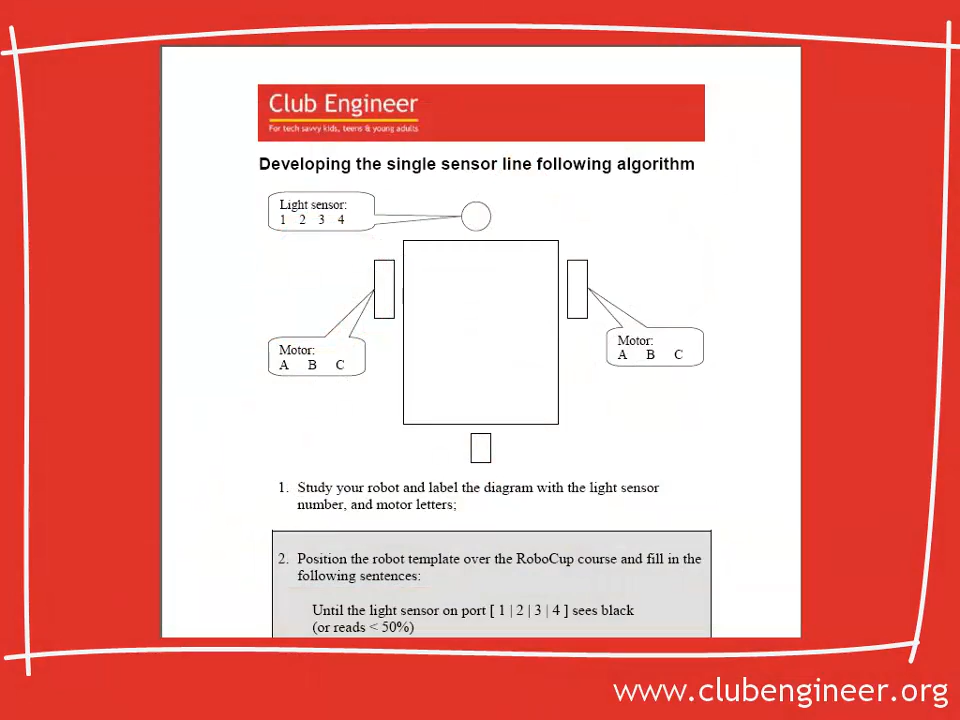 Club Engineer
For tech savvy kids, teens & young adults
Developing the single sensor line following algorithm
Light sensor:
1 2 3 4
Motor:
A B C
Motor:
A B C
1. Study your robot and label the diagram with the light sensor
number, and motor letters;
2. Position the robot template over the RoboCup course and fill in the
following sentences:
Until the light sensor on port [ 1 | 2 | 3 | 4 ] sees black
(or reads < 50%)
www.clubengineer.org